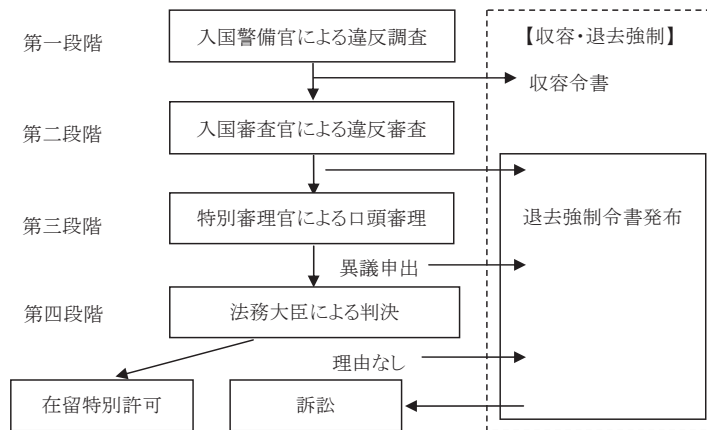 第一段階
入国警備官による違反調査
【収容・退去強制】
収容令書
第二段階
入国審査官による違反審査
第三段階
特別審理官による口頭審理
退去強制令書発布
異議申出
第四段階
法務大臣による判決
理由なし
在留特別許可
訴訟